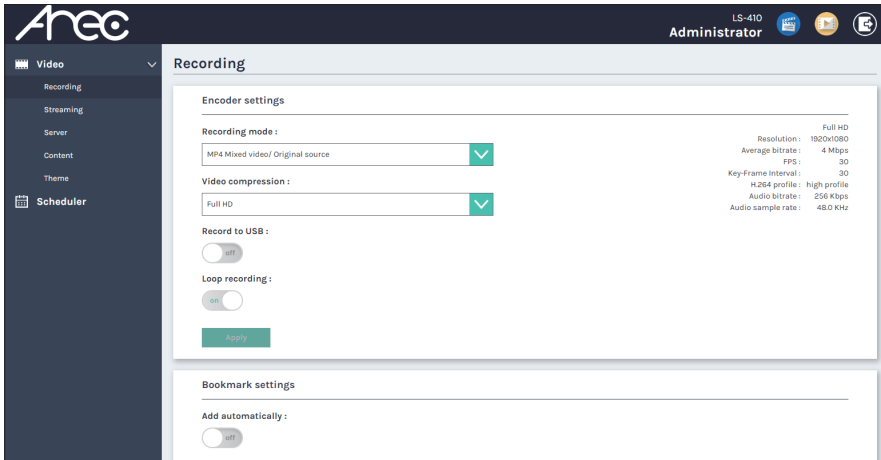 Arec
LS-410
Administrator
Video
Recording
Streaming
Server
Content
Theme
Scheduler
Recording
Encoder settings
Recording mode :
MP4 Mixed video/ Original source
Video compression :
Full HD
Record to USB :
off
Loop recording :
on
Apply
Full HD
Resolution : 1920x1080
Average bitrate : 4 Mbps
FPS : 30
Key-Frame Interval : 30
H.264 profile : high profile
Audio bitrate : 256 Kbps
Audio sample rate : 48.0 KHz
Bookmark settings
Add automatically :
off